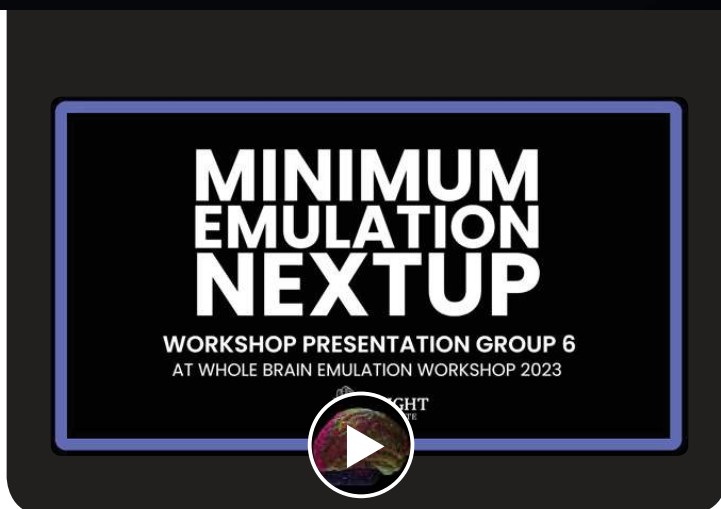 MINIMUM
EMULATION
NEXTUP
WORKSHOP PRESENTATION GROUP 6
AT WHOLE BRAIN EMULATION WORKSHOP 2023